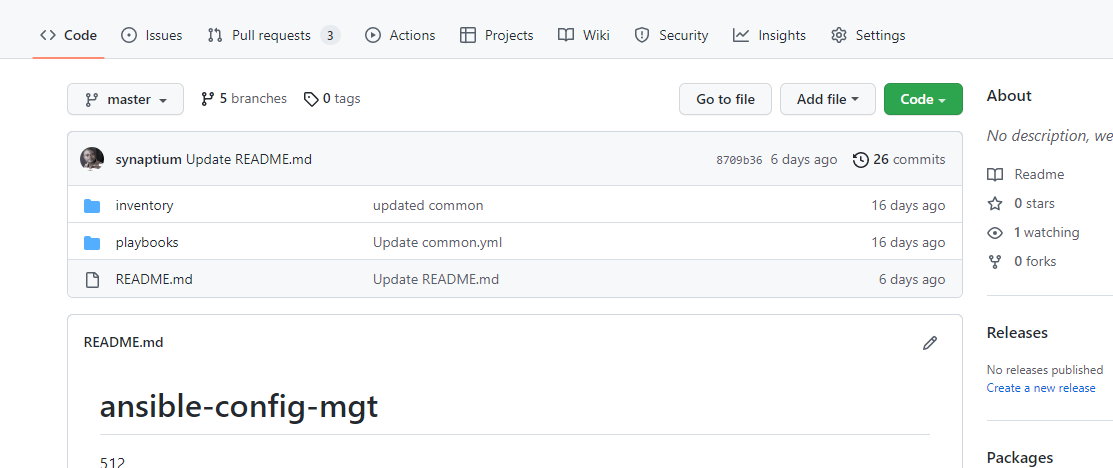 Code Issues Pull requests 3 Actions Projects Wiki Security Insights Settings
master 5 branches 0 tags Go to file Add file Code
synaptium Update README.md 8709b36 6 days ago 26 commits
inventory updated common 16 days ago
playbooks Update common.yml 16 days ago
README.md Update README.md 6 days ago
README.md
ansible-config-mgt
512
About
No description, we
Readme
0 stars
1 watching
0 forks
Releases
No releases published
Create a new release
Packages